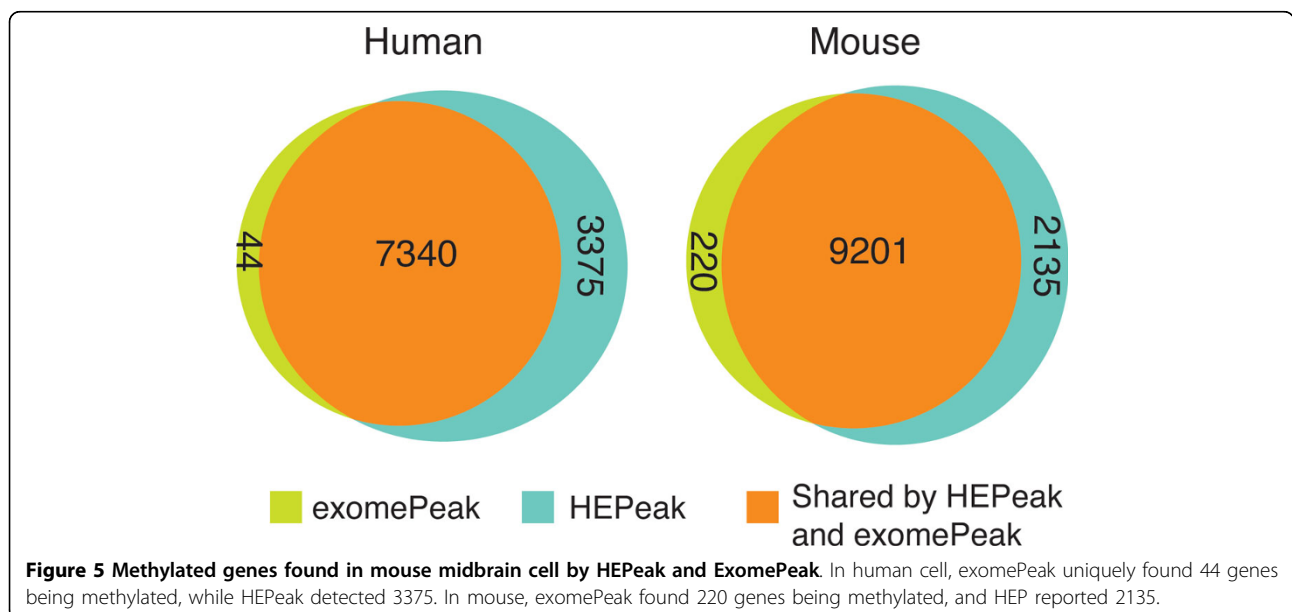 Human
Mouse
44
7340
3375
220
9201
2135
exomePeak
HEPeak
Shared by HEPeak
and exomePeak
Figure 5 Methylated genes found in mouse midbrain cell by HEPeak and ExomePeak. In human cell, exomePeak uniquely found 44 genes
being methylated, while HEPeak detected 3375. In mouse, exomePeak found 220 genes being methylated, and HEP reported 2135.